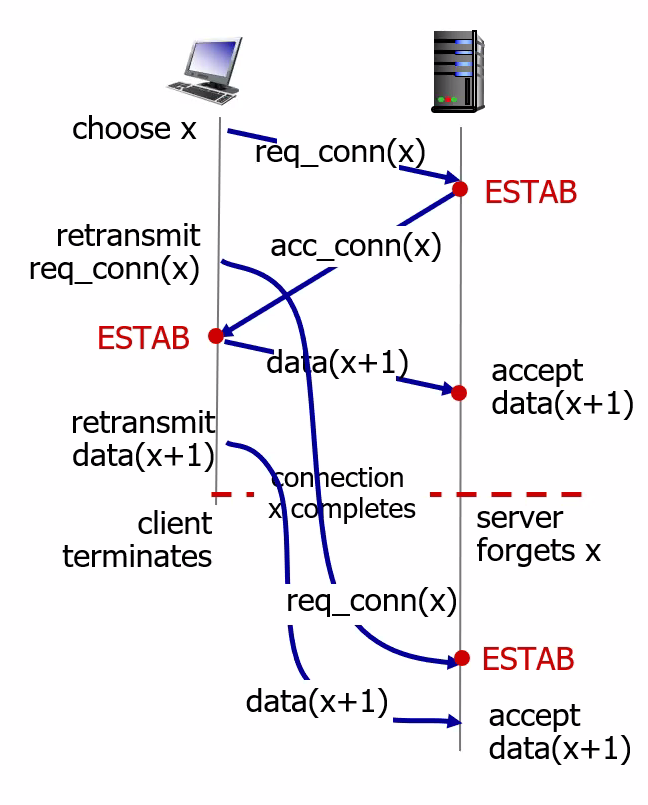 choose x
req_conn(x)
ESTAB
retransmit
req_conn(x)
acc_conn(x)
ESTAB
data(x+1)
accept
data(x+1)
retransmit
data(x+1)
connection
x completes
client
terminates
server
forgets x
req_conn(x)
ESTAB
data(x+1)
accept
data(x+1)